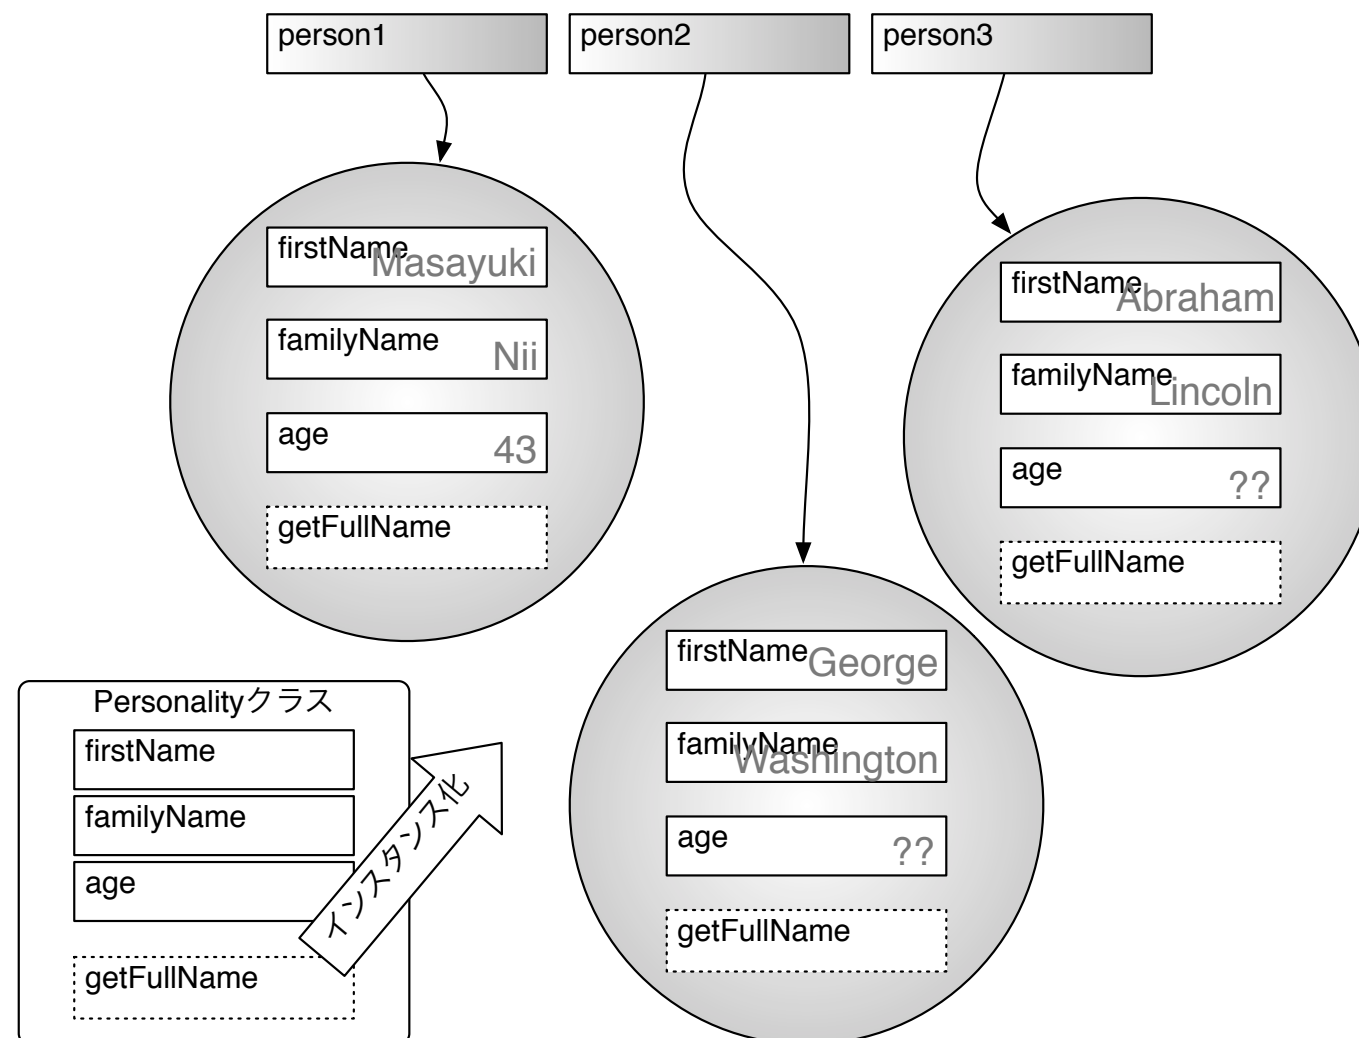 person1
person2
person3
firstName
Masayuki
familyName
Nii
age
43
getFullName
firstName
Abraham
familyName
Lincoln
age
??
getFullName
firstName
George
familyName
Washington
age
??
getFullName
Personalityクラス
firstName
familyName
age
getFullName
インスタンス化